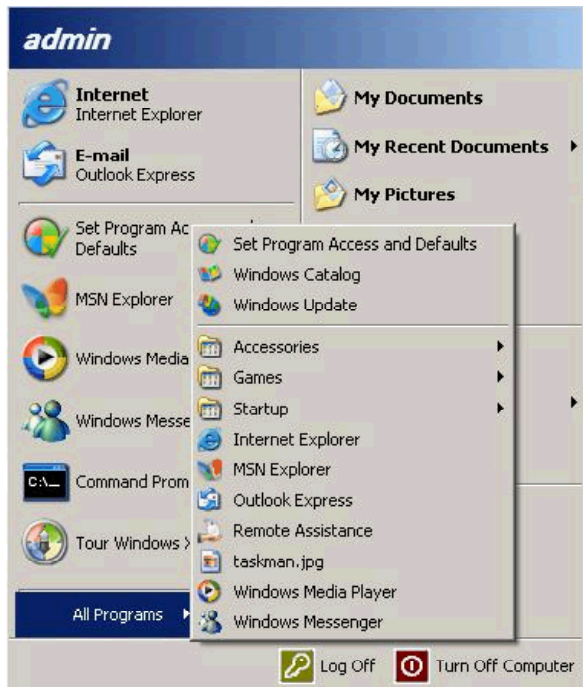 admin
Internet
Internet Explorer
E-mail
Outlook Express
Set Program Ac
Defaults
MSN Explorer
Windows Media
Windows Messe
Command Prom
Tour Windows X
All Programs
My Documents
My Recent Documents
My Pictures
Set Program Access and Defaults
Windows Catalog
Windows Update
Accessories
Games
Startup
Internet Explorer
MSN Explorer
Outlook Express
Remote Assistance
taskman.jpg
Windows Media Player
Windows Messenger
C:\_
Log Off
Turn Off Computer